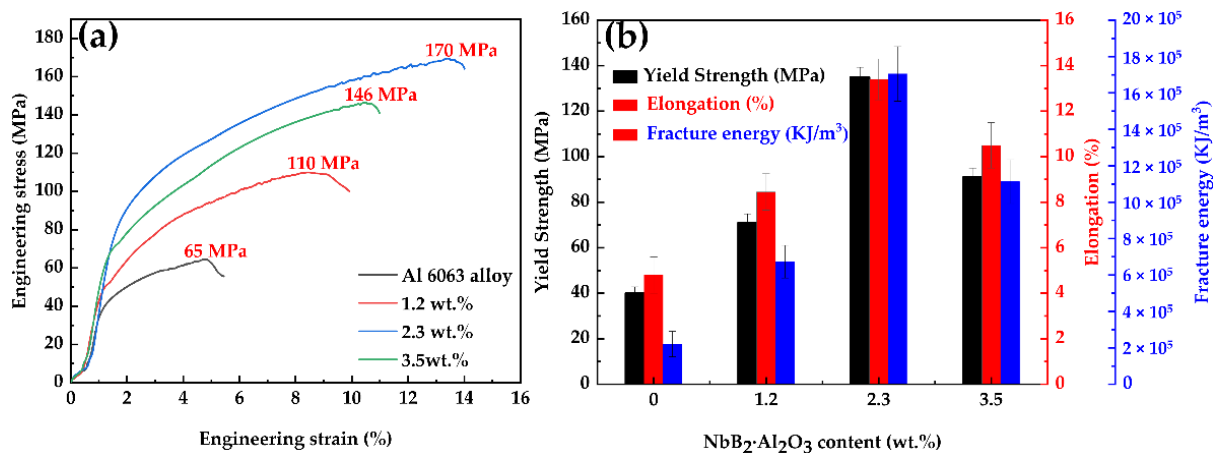 (a)
180
160
140
120
100
80
60
40
20
0
Engineering stress (MPa)
170 MPa
146 MPa
110 MPa
65 MPa
Al 6063 alloy
1.2 wt.%
2.3 wt.%
3.5wt.%
0 2 4 6 8 10 12 14 16
Engineering strain (%)
(b)
160
140
120
100
80
60
40
20
0
Yield Strength (MPa)
Yield Strength (MPa)
Elongation (%)
Fracture energy (KJ/m³)
0 1.2 2.3 3.5
NbB₂·Al₂O₃ content (wt.%)
16
14
12
10
8
6
4
2
0
Elongation (%)
20 × 10⁵
18 × 10⁵
16 × 10⁵
14 × 10⁵
12 × 10⁵
10 × 10⁵
8 × 10⁵
6 × 10⁵
4 × 10⁵
2 × 10⁵
0
Fracture energy (KJ/m³)